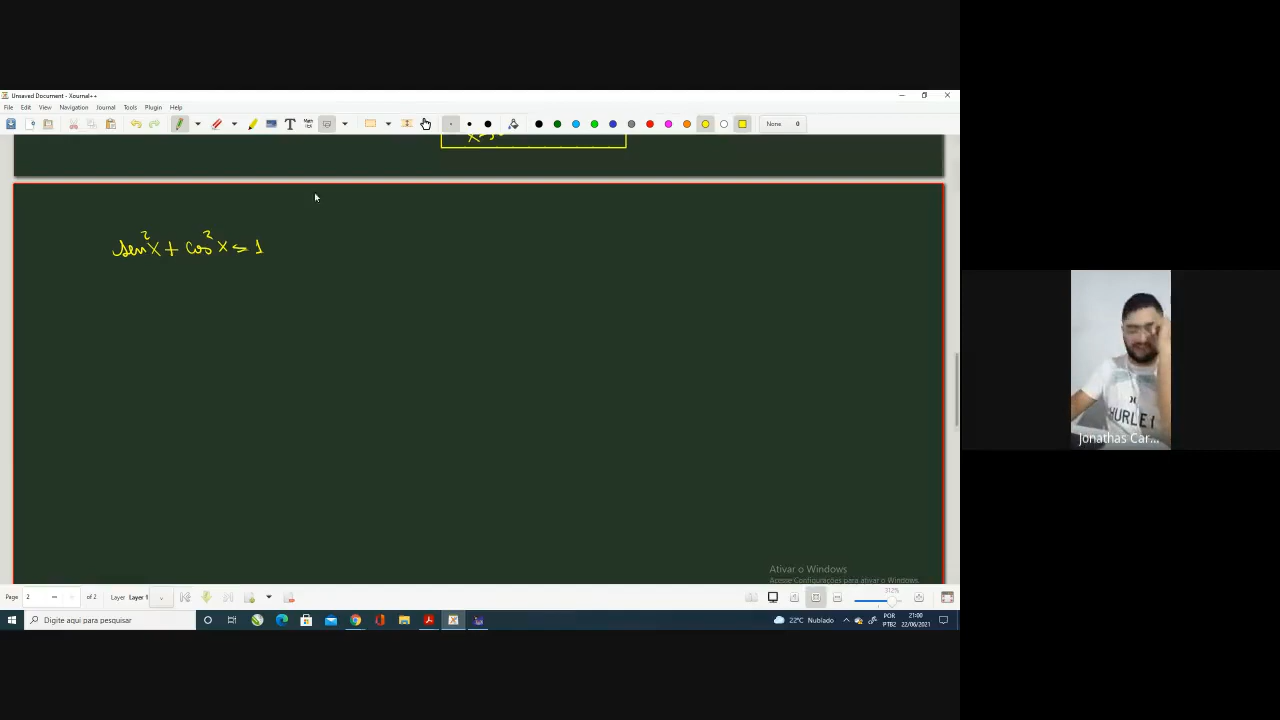 Unsaved Document - Xournal++
File Edit View Navigation Journal Tools Plugin Help
None 0
sen²x + cos²x = 1
HURLEY
Jonathas Car...
Ativar o Windows
Acesse Configurações para ativar o Windows.
Page 2 of 2 Layer Layer 1
312%
Digite aqui para pesquisar
22°C Nublado
POR
PTB2
21:00
22/06/2021